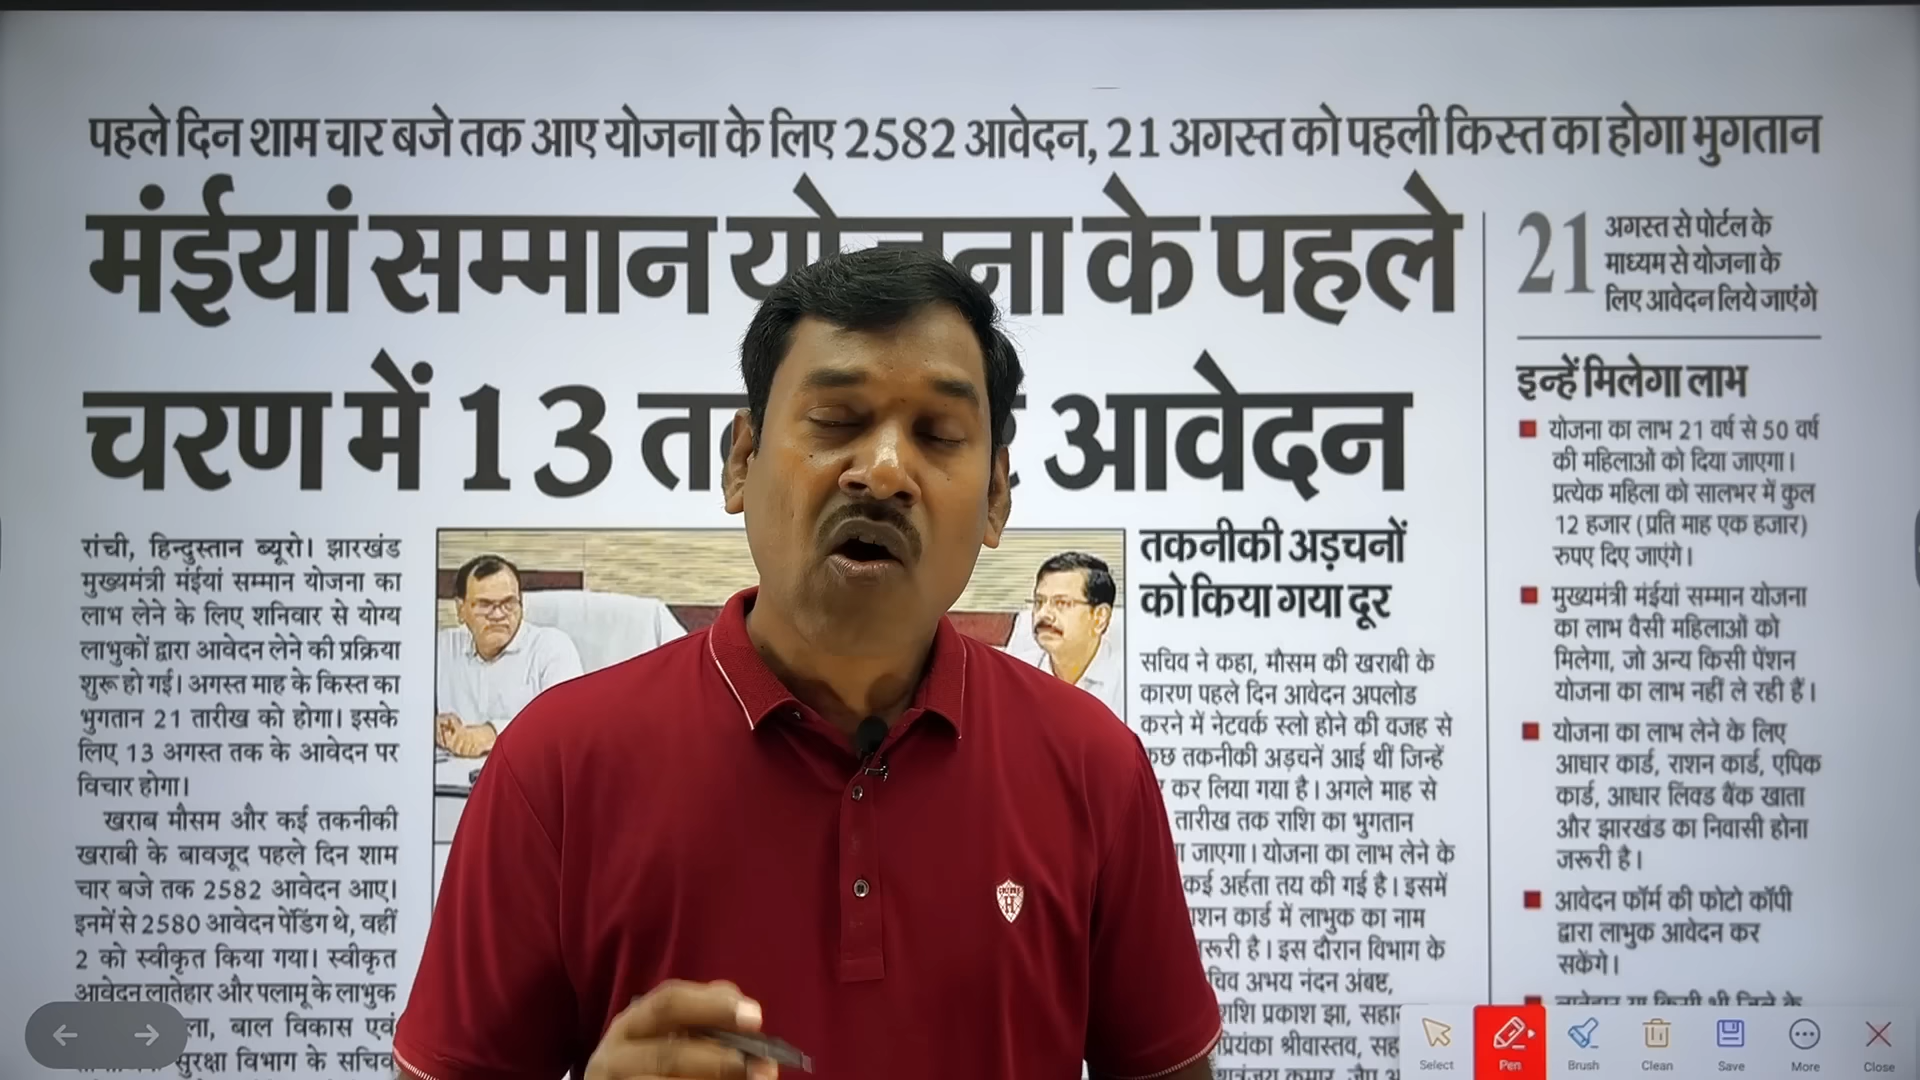 पहले दिन शाम चार बजे तक आए योजना के लिए 2582 आवेदन, 21 अगस्त को पहली किस्त का होगा भुगतान
मंईयां सम्मान योजना के पहले
चरण में 13 आवेदन
रांची, हिन्दुस्तान ब्यूरो। झारखंड
मुख्यमंत्री मंईयां सम्मान योजना का
लाभ लेने के लिए शनिवार से योग्य
लाभुकों द्वारा आवेदन लेने की प्रक्रिया
शुरू हो गई। अगस्त माह के किस्त का
भुगतान 21 तारीख को होगा। इसके
लिए 13 अगस्त तक के आवेदन पर
विचार होगा।
खराब मौसम और कई तकनीकी
खराबी के बावजूद पहले दिन शाम
चार बजे तक 2582 आवेदन आए।
इनमें से 2580 आवेदन पेंडिंग थे, वहीं
2 को स्वीकृत किया गया। स्वीकृत
आवेदन लातेहार और पलामू के लाभुक
बाल विकास एवं
सुरक्षा विभाग के सचिव
तकनीकी अड़चनों
को किया गया दूर
सचिव ने कहा, मौसम की खराबी के
कारण पहले दिन आवेदन अपलोड
करने में नेटवर्क स्लो होने की वजह से
तकनीकी अड़चनें आई थीं जिन्हें
कर लिया गया है। अगले माह से
तारीख तक राशि का भुगतान
जाएगा। योजना का लाभ लेने के
कई अर्हता तय की गई है। इसमें
कार्ड में लाभुक का नाम
है। इस दौरान विभाग के
अभय नंदन अंबष्ट,
प्रकाश झा,
श्रीवास्तव,
कुमार,
21 अगस्त से पोर्टल के
माध्यम से योजना के
लिए आवेदन लिये जाएंगे
इन्हें मिलेगा लाभ
योजना का लाभ 21 वर्ष से 50 वर्ष
की महिलाओं को दिया जाएगा।
प्रत्येक महिला को सालभर में कुल
12 हजार (प्रति माह एक हजार)
रुपए दिए जाएंगे।
मुख्यमंत्री मंईयां सम्मान योजना
का लाभ वैसी महिलाओं को
मिलेगा, जो अन्य किसी पेंशन
योजना का लाभ नहीं ले रही हैं।
योजना का लाभ लेने के लिए
आधार कार्ड, राशन कार्ड, एपिक
कार्ड, आधार लिंक्ड बैंक खाता
और झारखंड का निवासी होना
जरूरी है।
आवेदन फॉर्म की फोटो कॉपी
द्वारा लाभुक आवेदन कर
सकेंगे।
Select
Pen
Brush
Clean
Save
More
Close